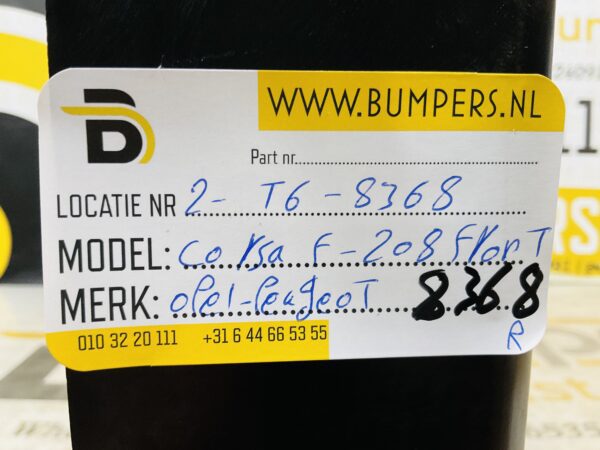 WWW.BUMPERS.NL
B
Part nr.
LOCATIE NR 2- T6-8368
MODEL: Corsa F-208 FronT
MERK: opel-PeugeoT 8368
010 32 20 111 +31 6 44 66 53 55
R